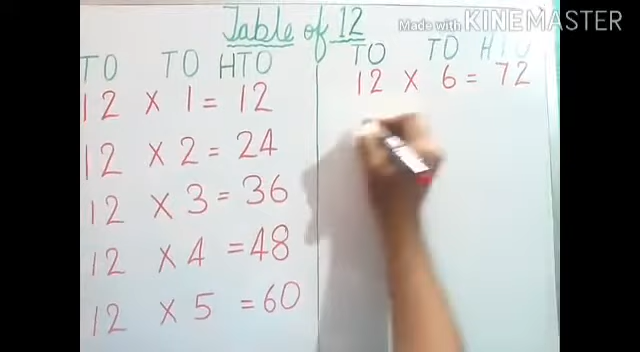 Table of 12
Made with KINEMASTER
TO TO HTO
12 × 1 = 12
12 × 2 = 24
12 × 3 = 36
12 × 4 = 48
12 × 5 = 60
TO TO HTO
12 × 6 = 72